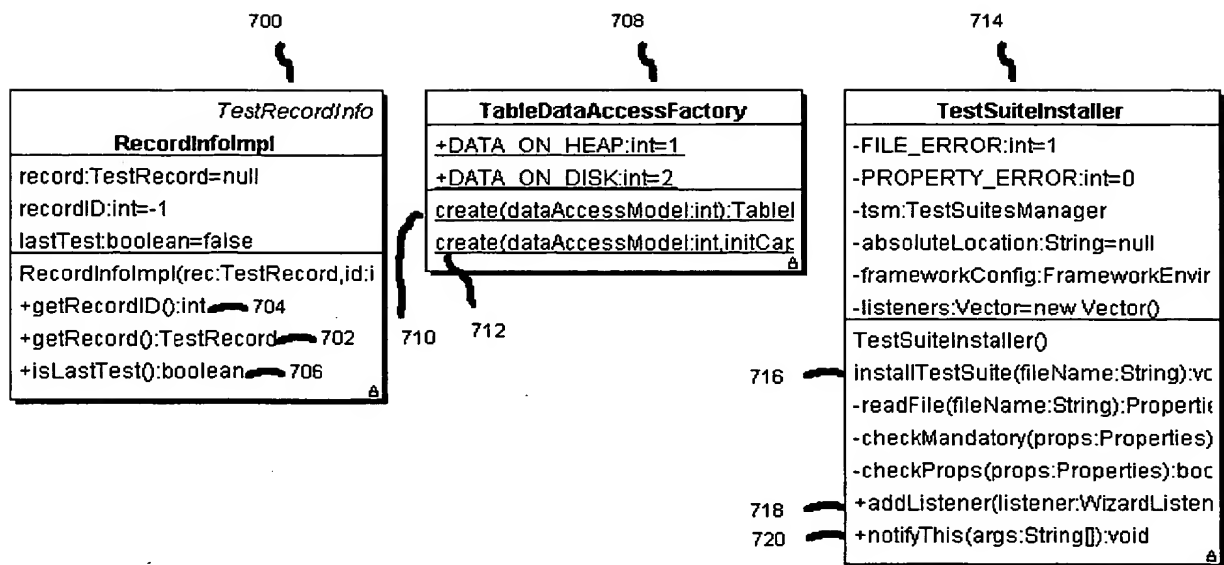 700
708
714
TestRecordInfo
RecordInfoImpl
record:TestRecord=null
recordID:int=-1
lastTest:boolean=false
RecordInfoImpl(rec:TestRecord,id:i
+getRecordID():int 704
+getRecord():TestRecord 702
+isLastTest():boolean 706
TableDataAccessFactory
+DATA_ON_HEAP:int=1
+DATA_ON_DISK:int=2
create(dataAccessModel:int):Table
create(dataAccessModel:int,initCap
710
712
TestSuiteInstaller
-FILE_ERROR:int=1
-PROPERTY_ERROR:int=0
-tsm:TestSuitesManager
-absoluteLocation:String=null
-frameworkConfig:FrameworkEnvir
-listeners:Vector=new Vector()
TestSuiteInstaller()
716 installTestSuite(fileName:String):vo
-readFile(fileName:String):Properti
-checkMandatory(props:Properties)
-checkProps(props:Properties):boo
718 +addListener(listener:WizardListen
720 +notifyThis(args:String[]):void